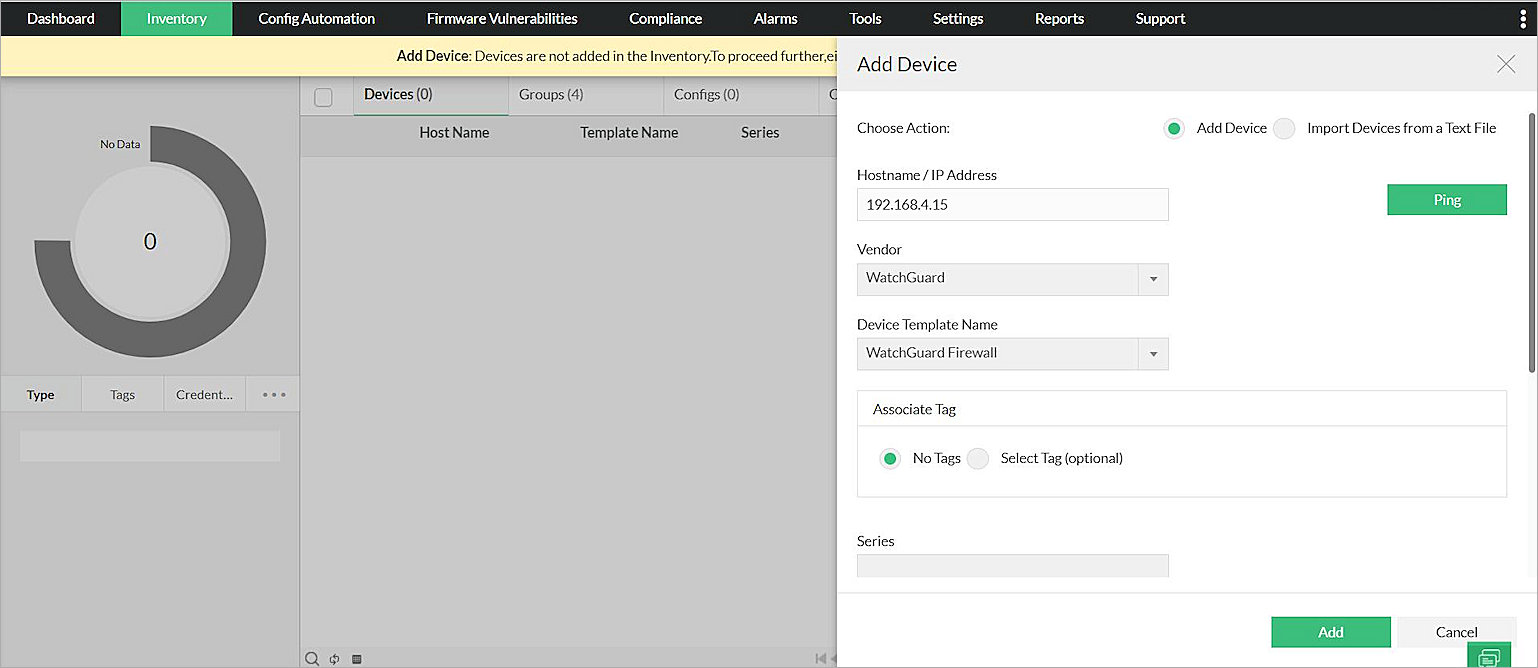 Dashboard Inventory Config Automation Firmware Vulnerabilities Compliance Alarms Tools Settings Reports Support
Add Device: Devices are not added in the Inventory.To proceed further,ei
Add Device
Devices (0) Groups (4) Configs (0)
Host Name Template Name Series
No Data
0
Type Tags Credent...
Choose Action: Add Device Import Devices from a Text File
Hostname / IP Address
192.168.4.15 Ping
Vendor
WatchGuard
Device Template Name
WatchGuard Firewall
Associate Tag
No Tags Select Tag (optional)
Series
Add Cancel